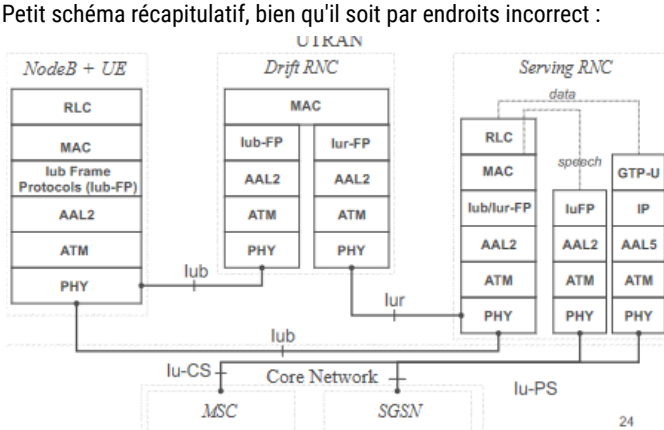 Petit schéma récapitulatif, bien qu'il soit par endroits incorrect :
UTRAN
NodeB + UE
Drift RNC
Serving RNC
RLC
MAC
Iub Frame
Protocols (Iub-FP)
AAL2
ATM
PHY
MAC
Iub-FP
Iur-FP
AAL2
AAL2
ATM
ATM
PHY
PHY
data
speech
RLC
MAC
Iub/Iur-FP
AAL2
ATM
PHY
IuFP
AAL2
ATM
PHY
GTP-U
IP
AAL5
ATM
PHY
Iub
Iur
Iub
Iu-CS
Core Network
Iu-PS
MSC
SGSN
24